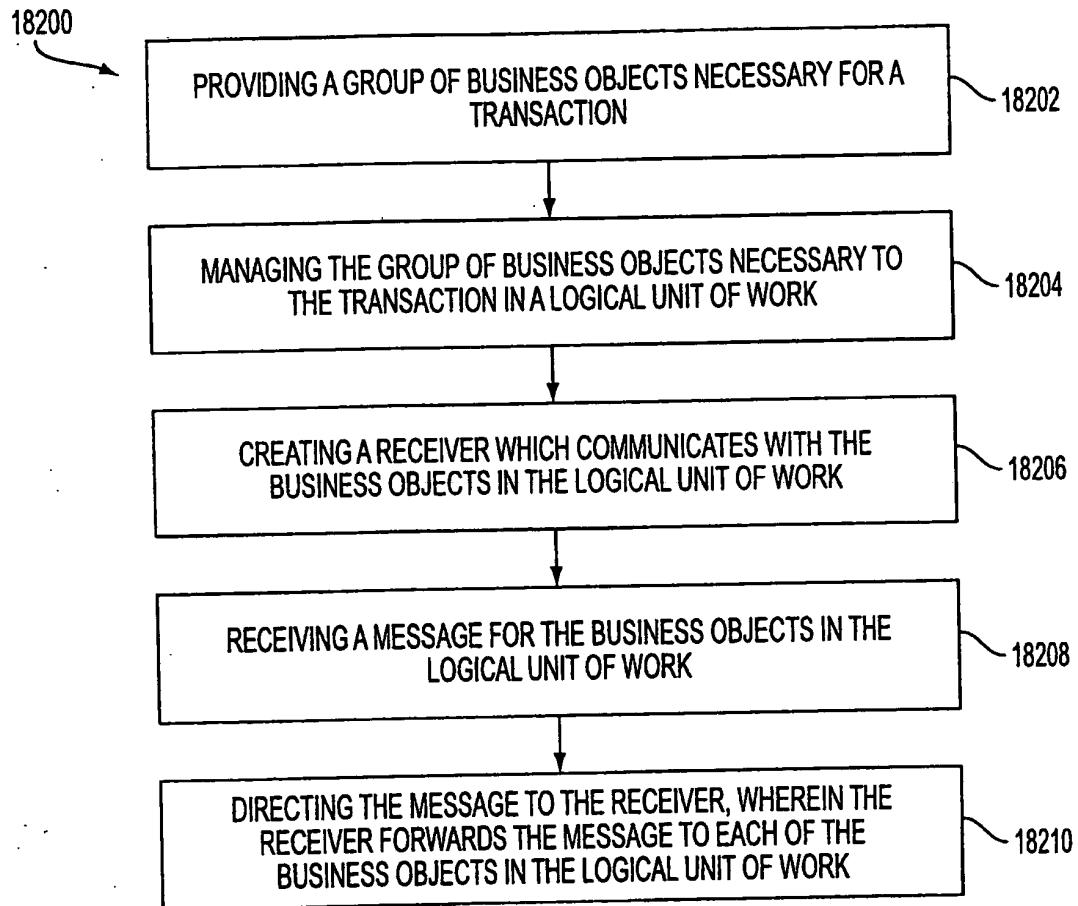 18200
PROVIDING A GROUP OF BUSINESS OBJECTS NECESSARY FOR A
TRANSACTION
18202
MANAGING THE GROUP OF BUSINESS OBJECTS NECESSARY TO
THE TRANSACTION IN A LOGICAL UNIT OF WORK
18204
CREATING A RECEIVER WHICH COMMUNICATES WITH THE
BUSINESS OBJECTS IN THE LOGICAL UNIT OF WORK
18206
RECEIVING A MESSAGE FOR THE BUSINESS OBJECTS IN THE
LOGICAL UNIT OF WORK
18208
DIRECTING THE MESSAGE TO THE RECEIVER, WHEREIN THE
RECEIVER FORWARDS THE MESSAGE TO EACH OF THE
BUSINESS OBJECTS IN THE LOGICAL UNIT OF WORK
18210